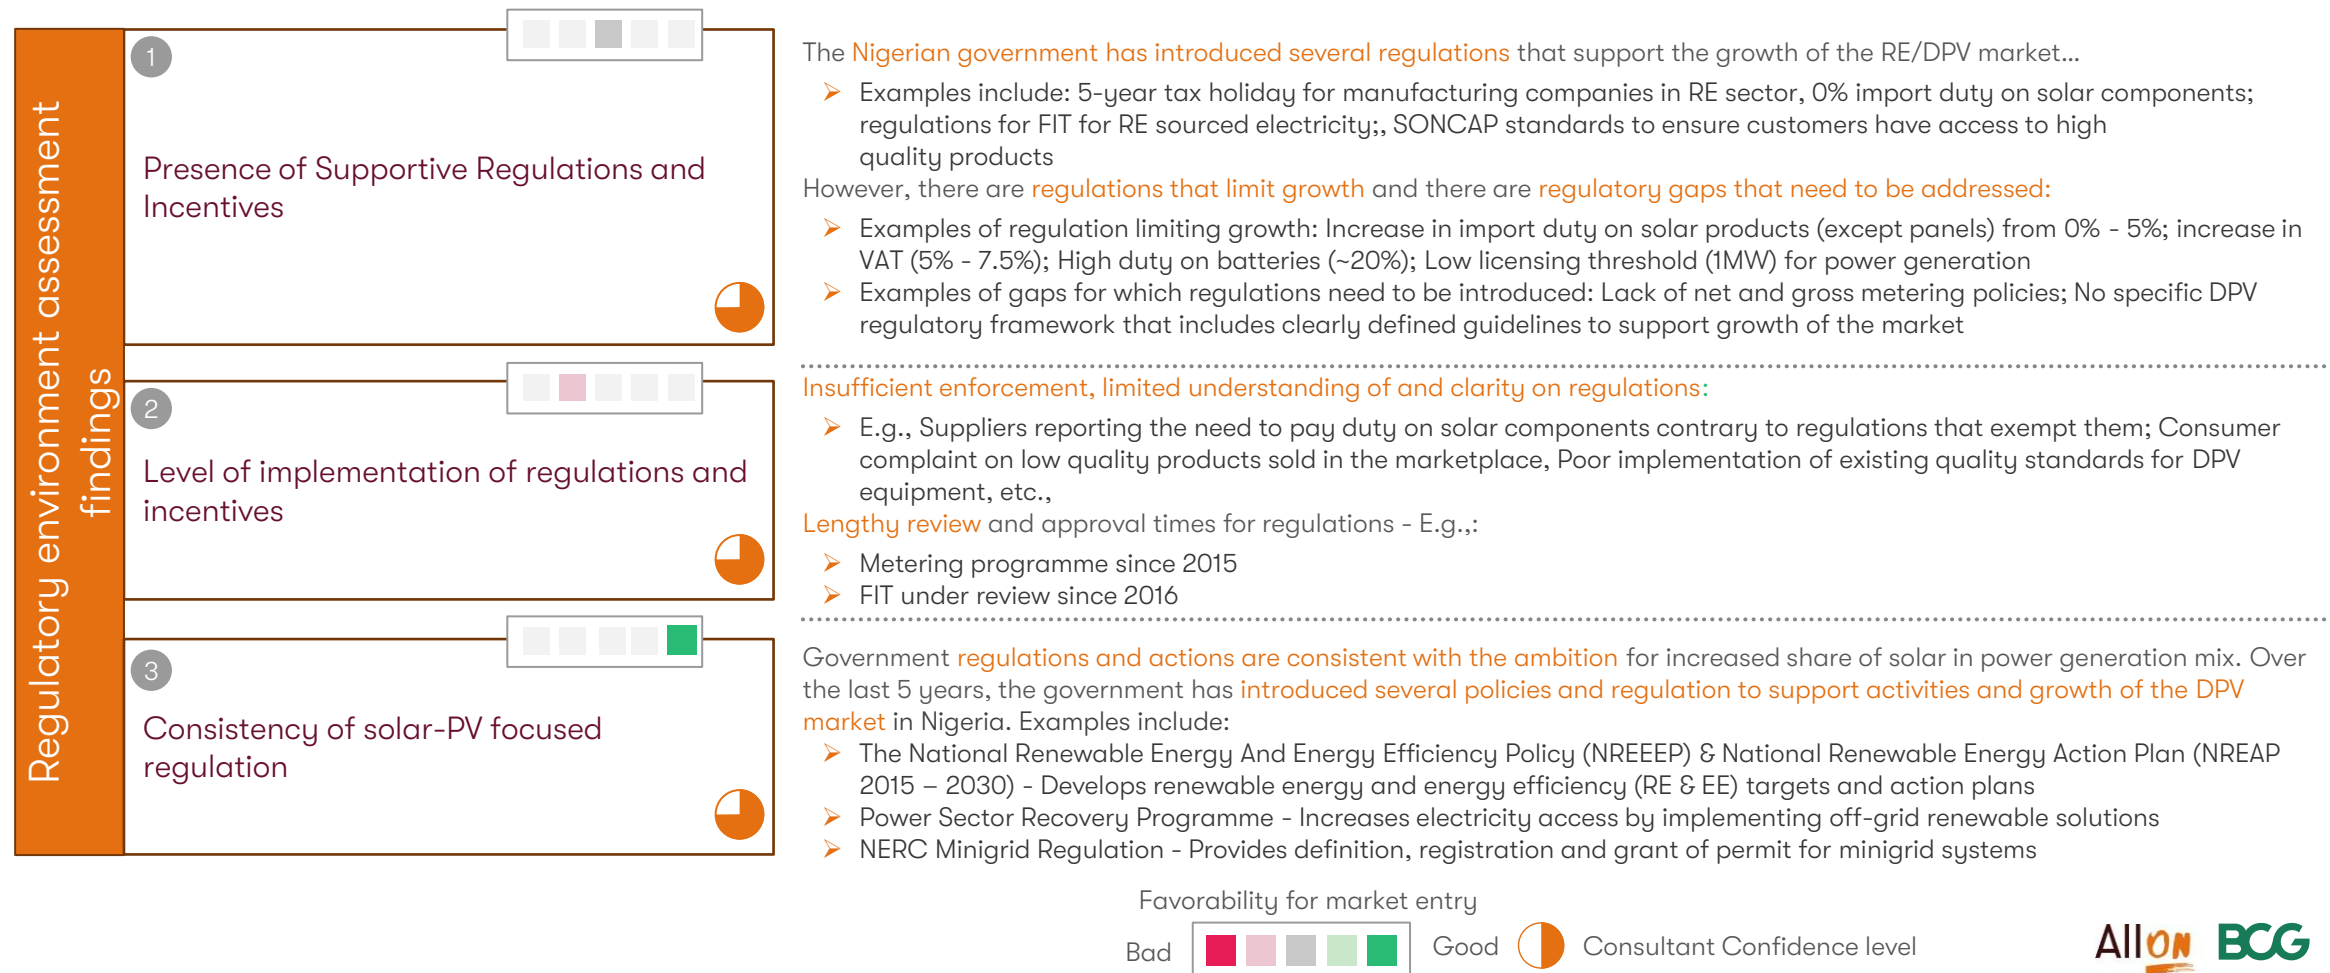 Regulatory environment assessment
findings
1
Presence of Supportive Regulations and
Incentives
The Nigerian government has introduced several regulations that support the growth of the RE/DPV market...
➢ Examples include: 5-year tax holiday for manufacturing companies in RE sector, 0% import duty on solar components;
regulations for FIT for RE sourced electricity;, SONCAP standards to ensure customers have access to high
quality products
However, there are regulations that limit growth and there are regulatory gaps that need to be addressed:
➢ Examples of regulation limiting growth: Increase in import duty on solar products (except panels) from 0% - 5%; increase in
VAT (5% - 7.5%); High duty on batteries (~20%); Low licensing threshold (1MW) for power generation
➢ Examples of gaps for which regulations need to be introduced: Lack of net and gross metering policies; No specific DPV
regulatory framework that includes clearly defined guidelines to support growth of the market
2
Level of implementation of regulations and
incentives
Insufficient enforcement, limited understanding of and clarity on regulations:
➢ E.g., Suppliers reporting the need to pay duty on solar components contrary to regulations that exempt them; Consumer
complaint on low quality products sold in the marketplace, Poor implementation of existing quality standards for DPV
equipment, etc.,
Lengthy review and approval times for regulations - E.g.,:
➢ Metering programme since 2015
➢ FIT under review since 2016
3
Consistency of solar-PV focused
regulation
Government regulations and actions are consistent with the ambition for increased share of solar in power generation mix. Over
the last 5 years, the government has introduced several policies and regulation to support activities and growth of the DPV
market in Nigeria. Examples include:
➢ The National Renewable Energy And Energy Efficiency Policy (NREEEP) & National Renewable Energy Action Plan (NREAP
2015 – 2030) - Develops renewable energy and energy efficiency (RE & EE) targets and action plans
➢ Power Sector Recovery Programme - Increases electricity access by implementing off-grid renewable solutions
➢ NERC Minigrid Regulation - Provides definition, registration and grant of permit for minigrid systems
Favorability for market entry
Bad
Good
Consultant Confidence level
All ON
BCG